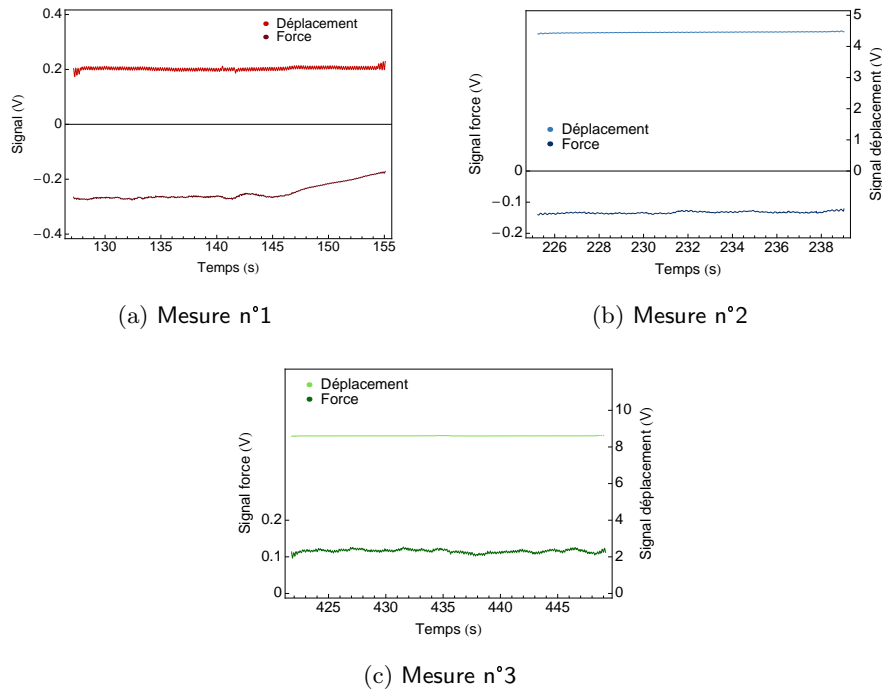 0.4
0.2
0
−0.2
−0.4
Signal (V)
Déplacement
Force
130 135 140 145 150 155
Temps (s)
(a) Mesure n°1
0
−0.1
−0.2
Signal force (V)
Déplacement
Force
5
4
3
2
1
0
Signal déplacement (V)
226 228 230 232 234 236 238
Temps (s)
(b) Mesure n°2
Déplacement
Force
0.2
0.1
0
Signal force (V)
10
8
6
4
2
0
Signal déplacement (V)
425 430 435 440 445
Temps (s)
(c) Mesure n°3